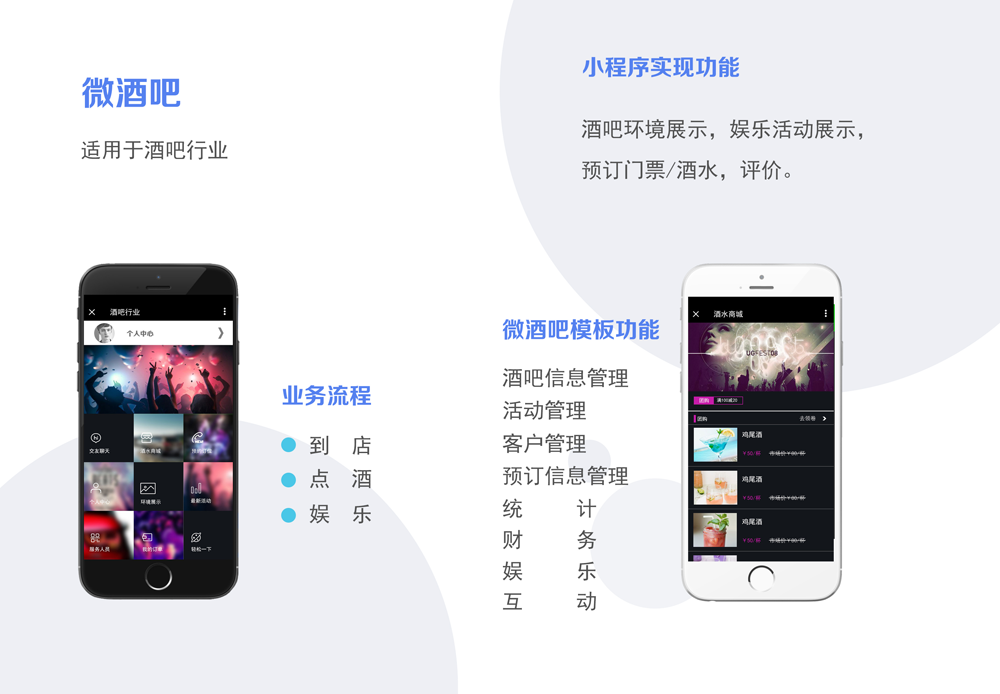 微酒吧
适用于酒吧行业
小程序实现功能
酒吧环境展示，娱乐活动展示，
预订门票/酒水，评价。
酒吧行业
个人中心
交友聊天
酒水商城
环境展示
最新活动
服务人员
我的订单
轻松一下
业务流程
到 店
点 酒
娱 乐
微酒吧模板功能
酒吧信息管理
活动管理
客户管理
预订信息管理
统 计
财 务
娱 乐
互 动
酒水商城
UGFEST.08
团购 满100减20
团购 去领卷
鸡尾酒
￥50/杯 市场价￥80/杯
鸡尾酒
￥50/杯 市场价￥80/杯
鸡尾酒
￥50/杯 市场价￥80/杯